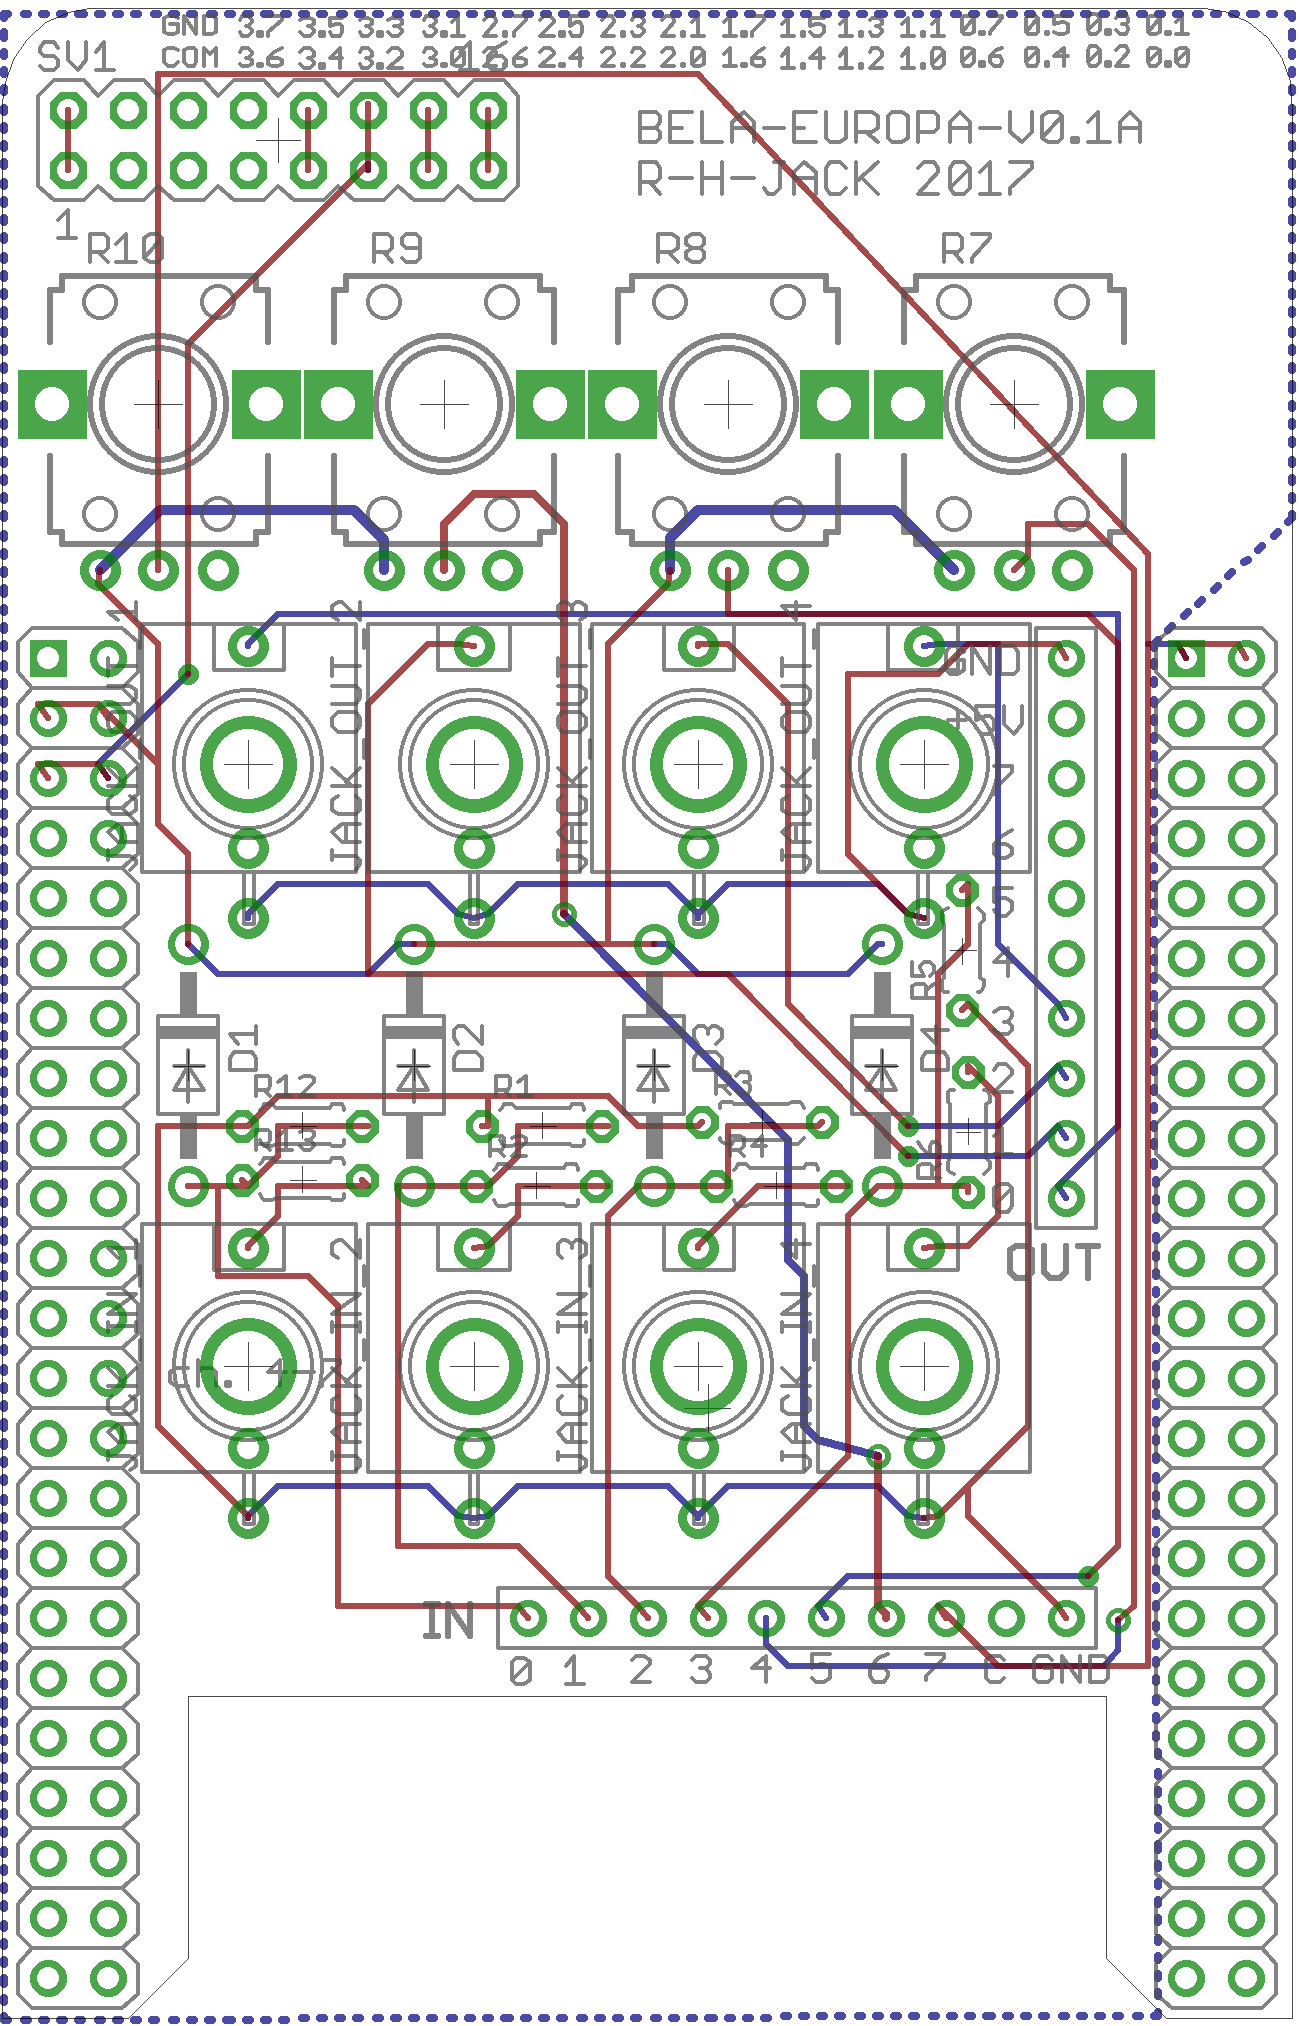 GND 3.7 3.5 3.3 3.1 2.7 2.5 2.3 2.1 1.7 1.5 1.3 1.1 0.7 0.5 0.3 0.1
COM 3.6 3.4 3.2 3.0 2.6 2.4 2.2 2.0 1.6 1.4 1.2 1.0 0.6 0.4 0.2 0.0
SV1
16
BELA-EUROPA-V0.1A
R-H-JACK 2017
1
R10 R9 R8 R7
JACK_OUT_1
JACK_OUT_2
JACK_OUT_3
JACK_OUT_4
GND
+5V
7
6
5
4
3
2
1
0
OUT
R5
D1 D2 D3 D4
R12 R1 R3
R13 R2 R4 R6
JACK_IN_1
JACK_IN_2
JACK_IN_3
JACK_IN_4
IN
0 1 2 3 4 5 6 7 C GND